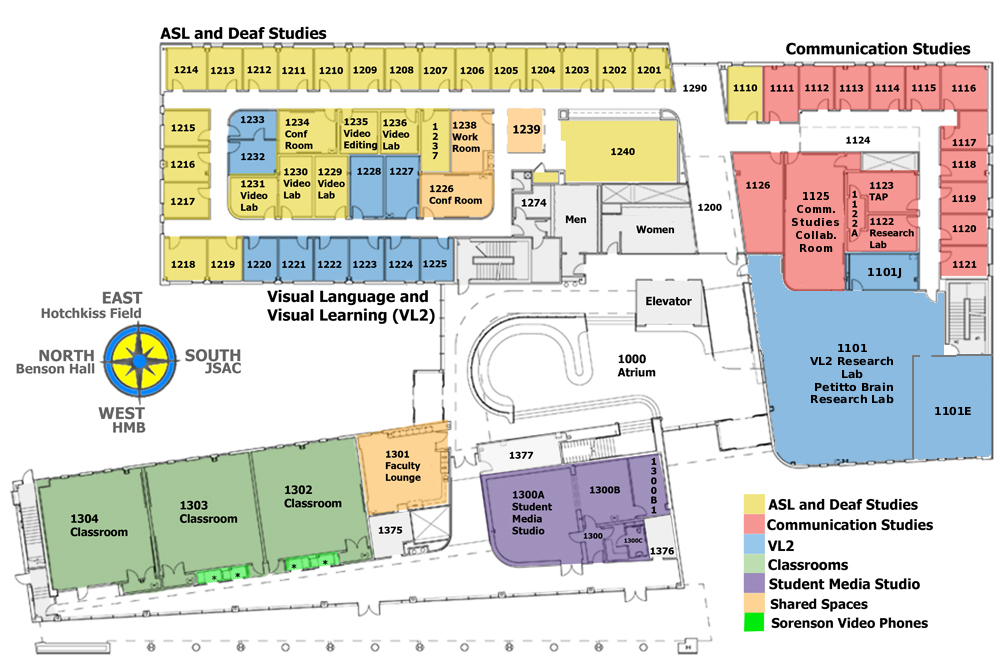 ASL and Deaf Studies
Communication Studies
1214
1213
1212
1211
1210
1209
1208
1207
1206
1205
1204
1203
1202
1201
1290
1110
1111
1112
1113
1114
1115
1116
1215
1233
1234
Conf
Room
1235
Video
Editing
1236
Video
Lab
1237
1238
Work
Room
1239
1240
1124
1117
1216
1232
1118
1231
Video
Lab
1230
Video
Lab
1229
Video
Lab
1228
1227
1226
Conf Room
1126
1125
Comm.
Studies
Collab.
Room
1122A
1123
TAP
1122
Research
Lab
1119
1217
1274
Men
Women
1200
1120
1218
1219
1220
1221
1222
1223
1224
1225
1101J
1121
Visual Language and
Visual Learning (VL2)
Elevator
EAST
Hotchkiss Field
NORTH
Benson Hall
SOUTH
JSAC
WEST
HMB
1000
Atrium
1101
VL2 Research
Lab
Petitto Brain
Research Lab
1101E
1301
Faculty
Lounge
1377
1304
Classroom
1303
Classroom
1302
Classroom
1375
1300A
Student
Media
Studio
1300B
1300B1
1300
1300C
1376
* * * *
ASL and Deaf Studies
Communication Studies
VL2
Classrooms
Student Media Studio
Shared Spaces
Sorenson Video Phones
H
H